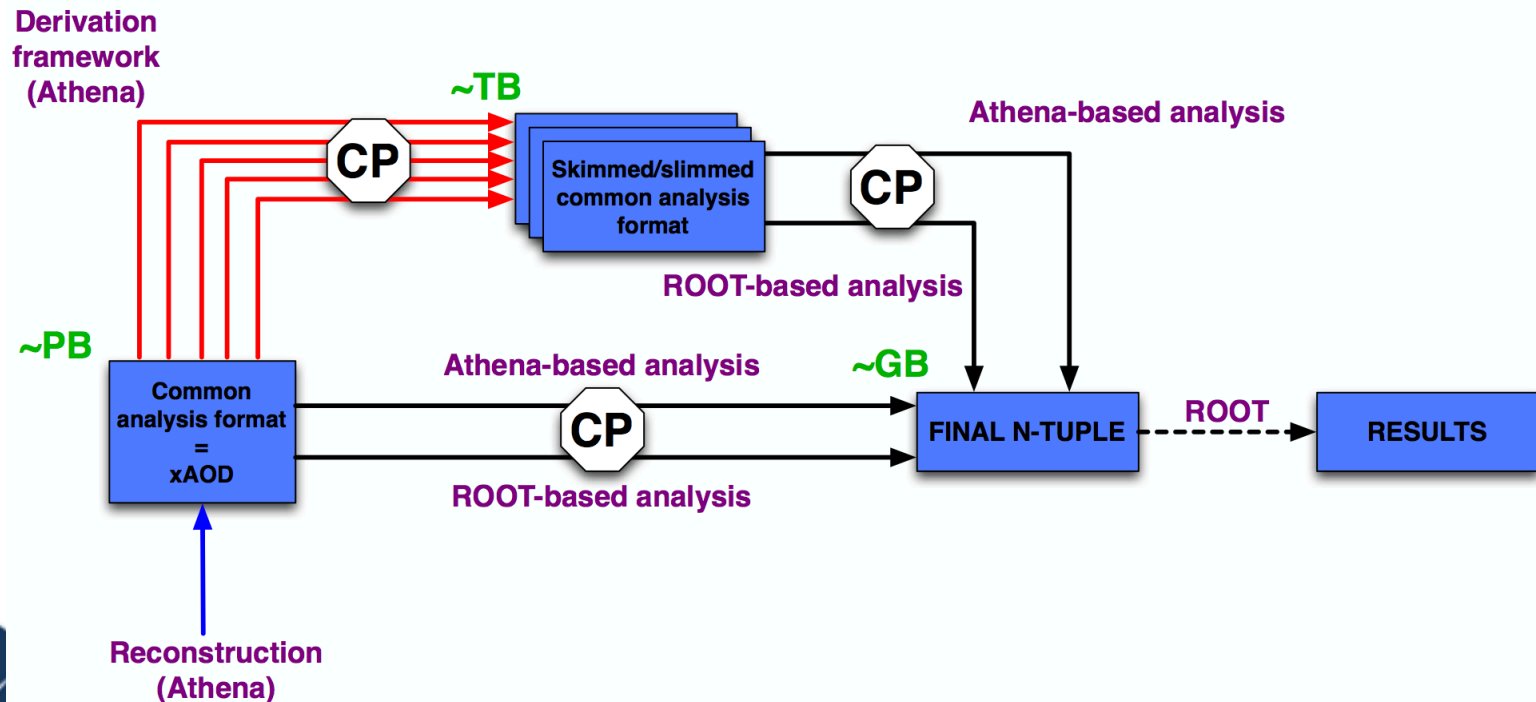 Derivation
framework
(Athena)
~TB
CP
Skimmed/slimmed
common analysis
format
CP
Athena-based analysis
ROOT-based analysis
~PB
Common
analysis format
=
xAOD
Athena-based analysis
CP
ROOT-based analysis
~GB
FINAL N-TUPLE
ROOT
RESULTS
Reconstruction
(Athena)